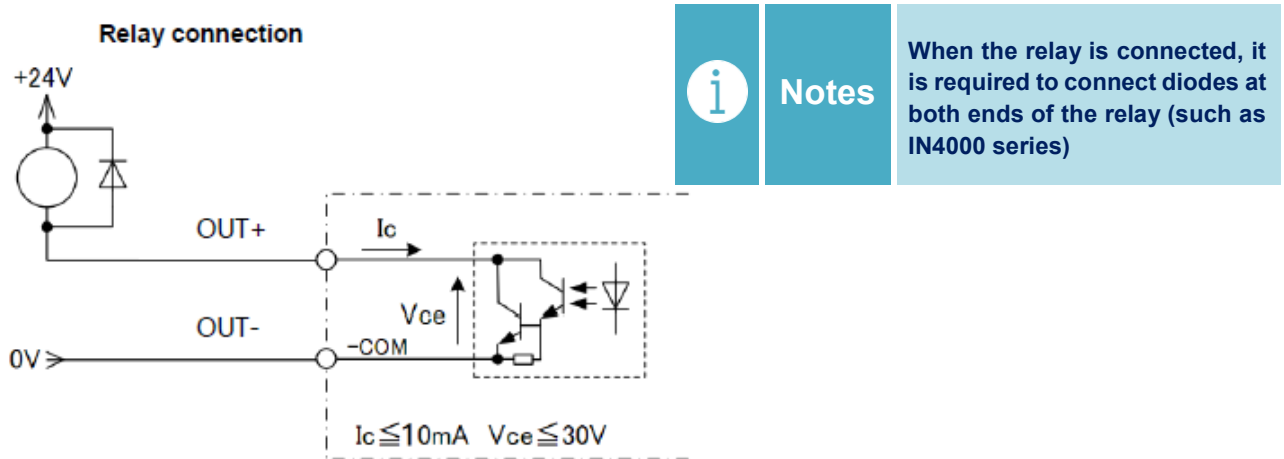 Relay connection
+24V
OUT+
Ic
Vce
OUT-
-COM
0V
Ic≦10mA Vce≦30V
i
Notes
When the relay is connected, it
is required to connect diodes at
both ends of the relay (such as
IN4000 series)